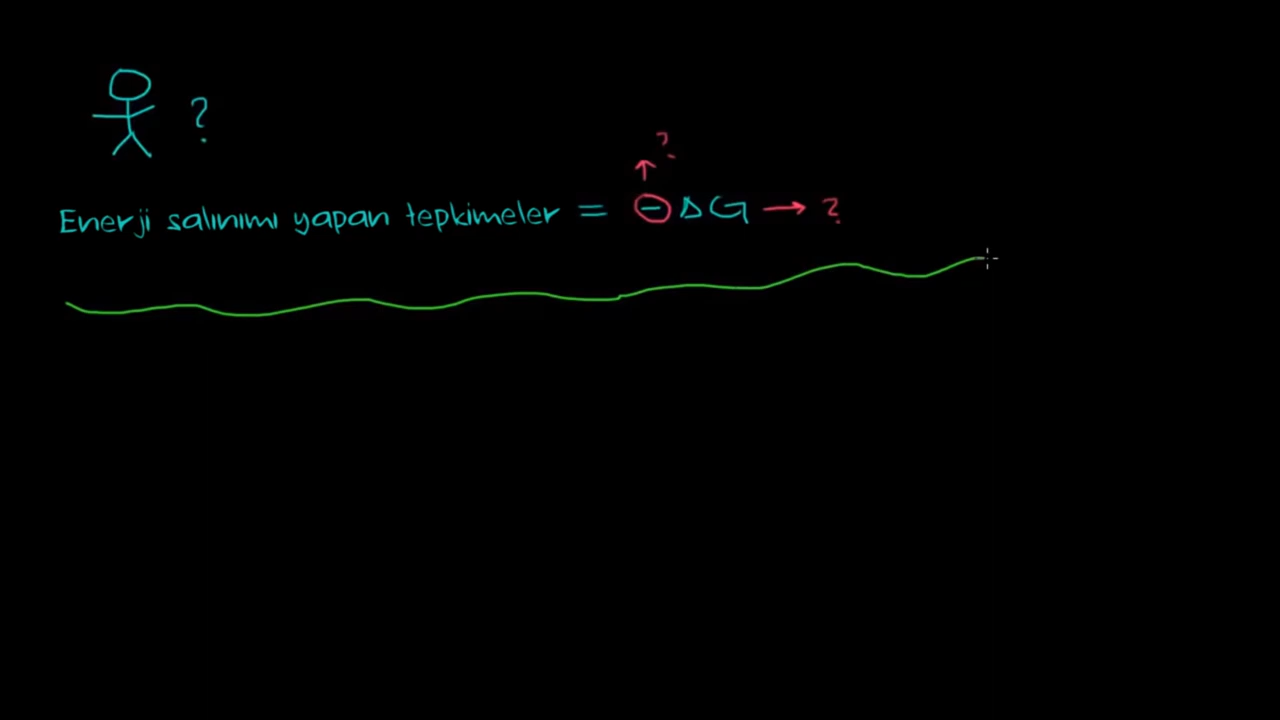 ?
?
Enerji salınımı yapan tepkimeler = -ΔG → ?